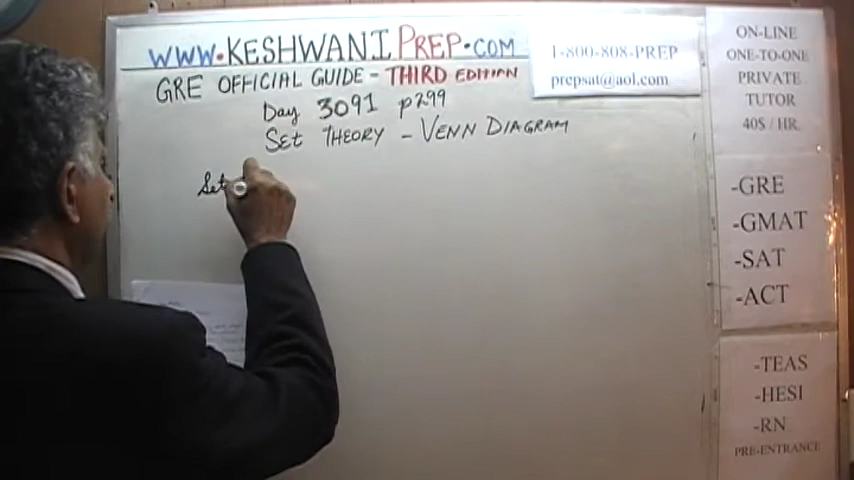 WWW.KESHWANIPREP.COM
GRE OFFICIAL GUIDE - THIRD EDITION
Day 3091 p299
SET THEORY - VENN DIAGRAM
Set
1-800-808-PREP
prepsat@aol.com
ON-LINE
ONE-TO-ONE
PRIVATE
TUTOR
40$ / HR.
-GRE
-GMAT
-SAT
-ACT
-TEAS
-HESI
-RN
PRE-ENTRANCE